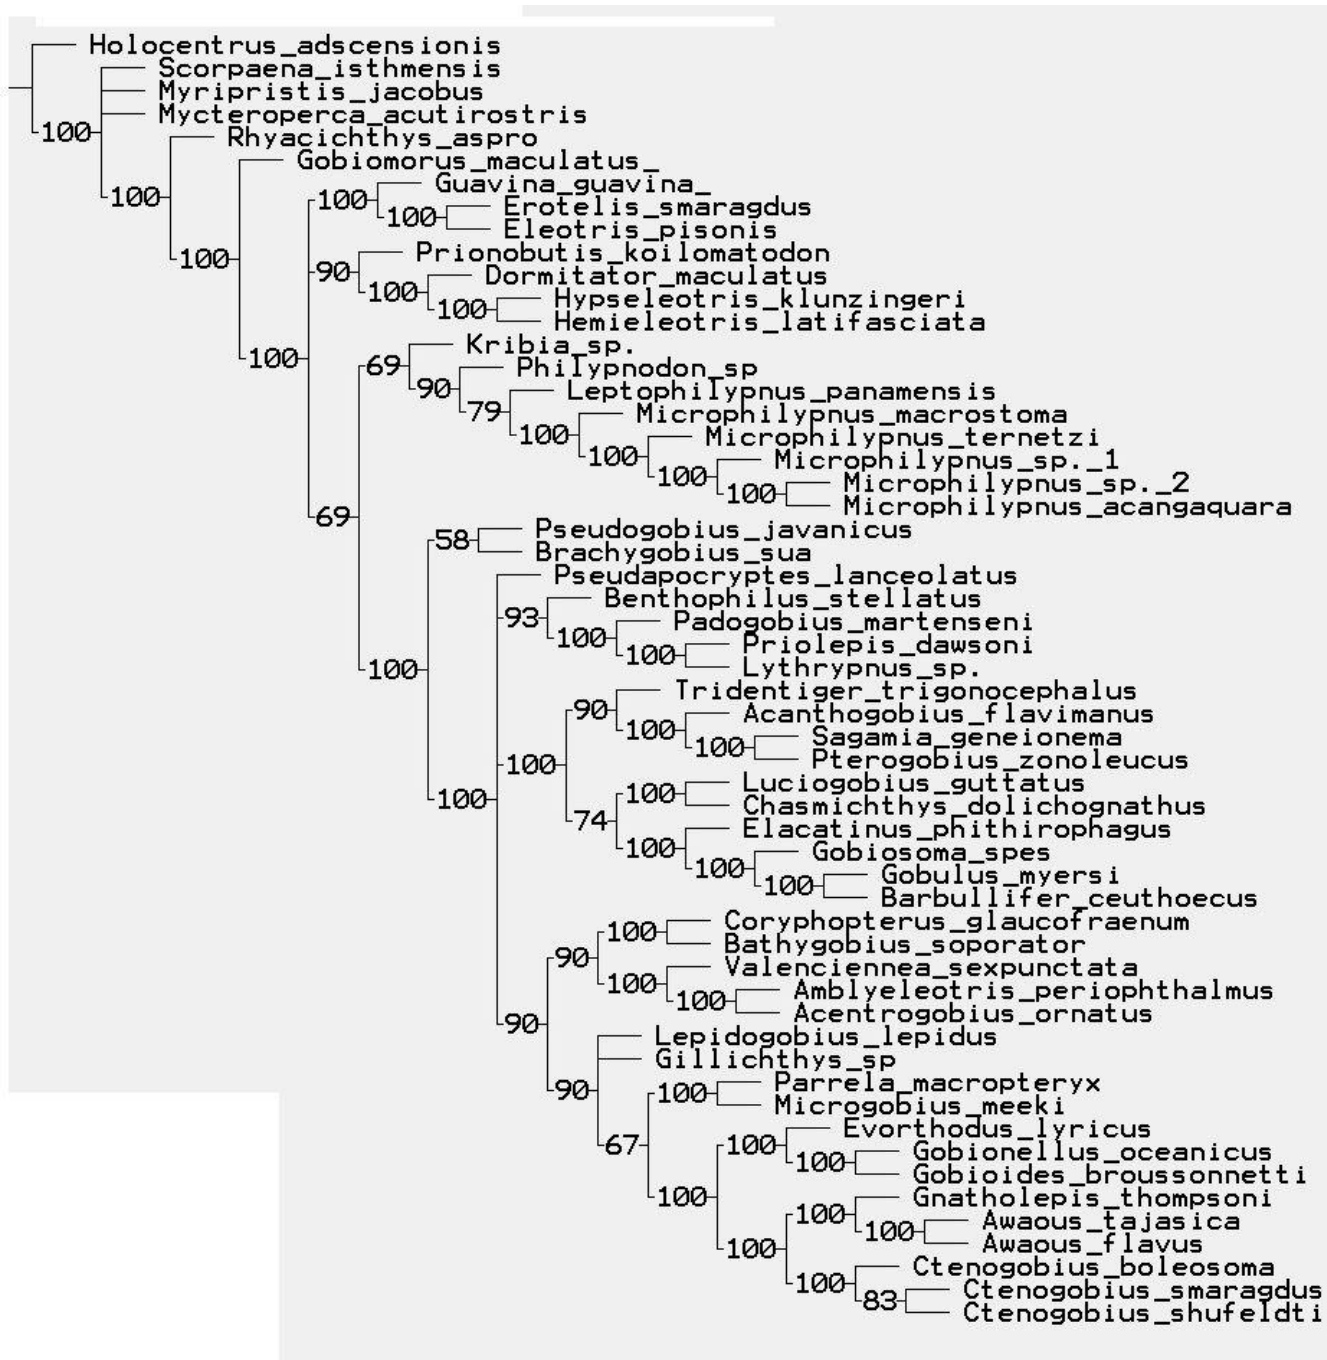 Holocentrus_adscensionis
Scorpaena_isthmensis
Myripristis_jacobus
Mycteroperca_acutirostris
100
Rhyacichthys_aspro
Gobiomorus_maculatus_
Guavina_guavina_
100
100
Erotelis_smaragdus
100
Eleotris_pisonis
Prionobutis_koilomatodon
100
90
Dormitator_maculatus
100
Hypseleotris_klunzingeri
100
Hemieleotris_latifasciata
Kribia_sp.
100
69
Philypnodon_sp
90
Leptophilypnus_panamensis
79
Microphilypnus_macrostoma
100
Microphilypnus_ternetzi
100
Microphilypnus_sp._1
100
Microphilypnus_sp._2
100
Microphilypnus_acangaquara
69
Pseudogobius_javanicus
58
Brachygobius_sua
Pseudapocryptes_lanceolatus
Benthophilus_stellatus
93
Padogobius_martenseni
100
Priolepis_dawsoni
100
Lythrypnus_sp.
100
Tridentiger_trigonocephalus
90
Acanthogobius_flavimanus
100
Sagamia_geneionema
100
Pterogobius_zonoleucus
100
Luciogobius_guttatus
100
Chasmichthys_dolichognathus
100
74
Elacatinus_phithirophagus
100
Gobiosoma_spes
100
Gobulus_myersi
100
Barbullifer_ceuthoecus
Coryphopterus_glaucofraenum
100
Bathygobius_soporator
90
Valenciennea_sexpunctata
100
Amblyeleotris_periophthalmus
100
Acentrogobius_ornatus
90
Lepidogobius_lepidus
Gillichthys_sp
90
Parrela_macropteryx
100
Microgobius_meeki
67
Evorthodus_lyricus
100
Gobionellus_oceanicus
100
Gobioides_broussonnetti
100
Gnatholepis_thompsoni
100
Awaous_tajasica
100
Awaous_flavus
100
Ctenogobius_boleosoma
100
Ctenogobius_smaragdus
83
Ctenogobius_shufeldti